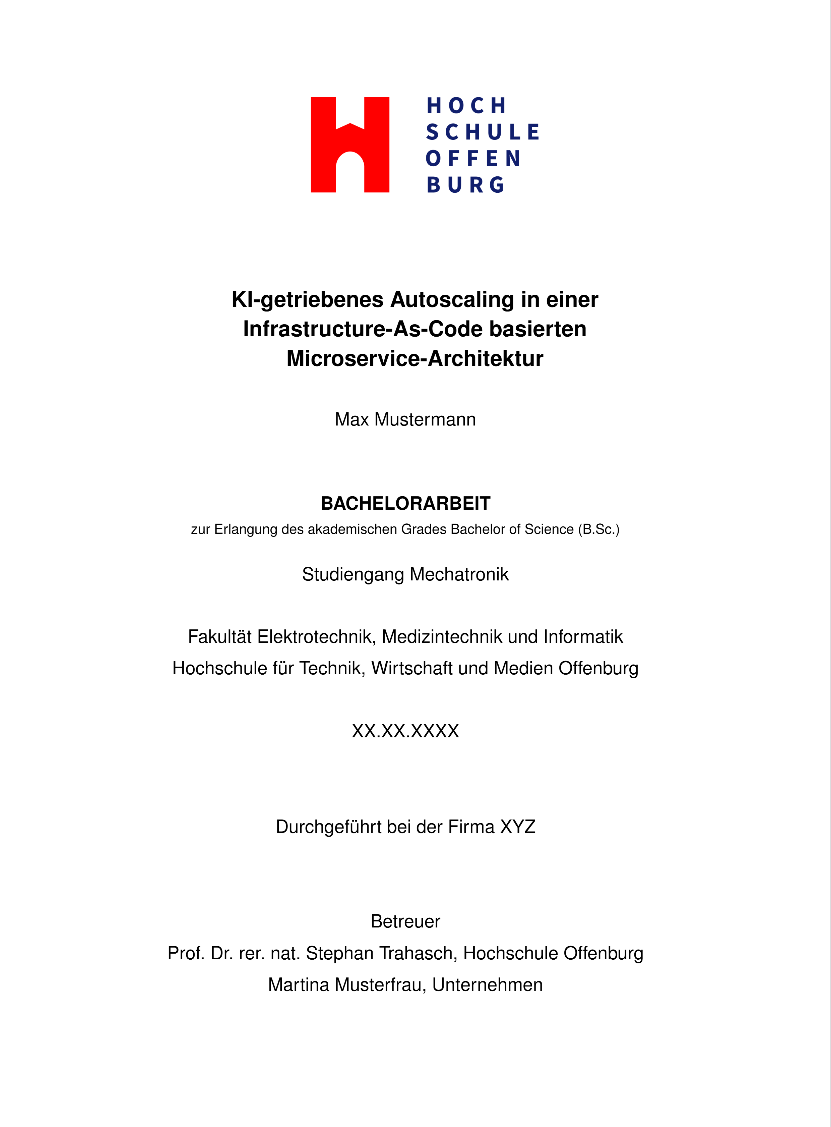 HOCH
SCHULE
OFFEN
BURG
KI-getriebenes Autoscaling in einer
Infrastructure-As-Code basierten
Microservice-Architektur
Max Mustermann
BACHELORARBEIT
zur Erlangung des akademischen Grades Bachelor of Science (B.Sc.)
Studiengang Mechatronik
Fakultät Elektrotechnik, Medizintechnik und Informatik
Hochschule für Technik, Wirtschaft und Medien Offenburg
XX.XX.XXXX
Durchgeführt bei der Firma XYZ
Betreuer
Prof. Dr. rer. nat. Stephan Trahasch, Hochschule Offenburg
Martina Musterfrau, Unternehmen